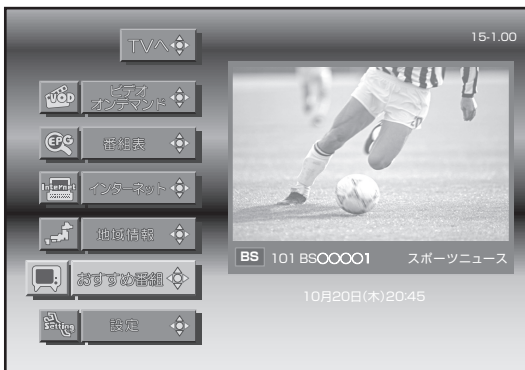 TVへ
15-1.00
VOD
ビデオ
オンデマンド
EPG
番組表
Internet
インターネット
地域情報
おすすめ番組
Setting
設定
BS 101 BS○○○○1 スポーツニュース
10月20日(木)20:45